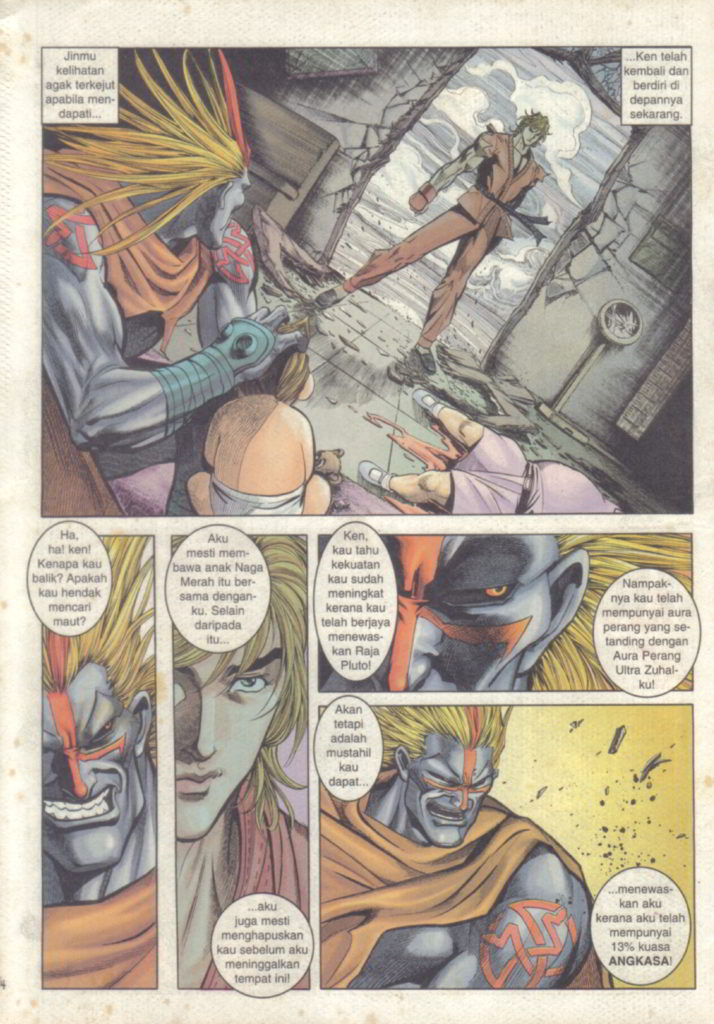 Jinmu
kelihatan
agak terkejut
apabila men-
dapati...
...Ken telah
kembali dan
berdiri di
depannya
sekarang.
Ha,
ha! ken!
Kenapa kau
balik? Apakah
kau hendak
mencari
maut?
Aku
mesti mem-
bawa anak Naga
Merah itu ber-
sama dengan-
ku. Selain
daripada
itu...
...aku
juga mesti
menghapuskan
kau sebelum aku
meninggalkan
tempat ini!
Ken,
kau tahu
kekuatan
kau sudah
meningkat
kerana kau
telah berjaya
menewas-
kan Raja
Pluto!
Nampak-
nya kau telah
mempunyai aura
perang yang se-
tanding dengan
Aura Perang
Ultra Zuhal-
ku!
Akan
tetapi
adalah
mustahil
kau
dapat...
...menewas-
kan aku
kerana aku telah
mempunyai
13% kuasa
ANGKASA!
4